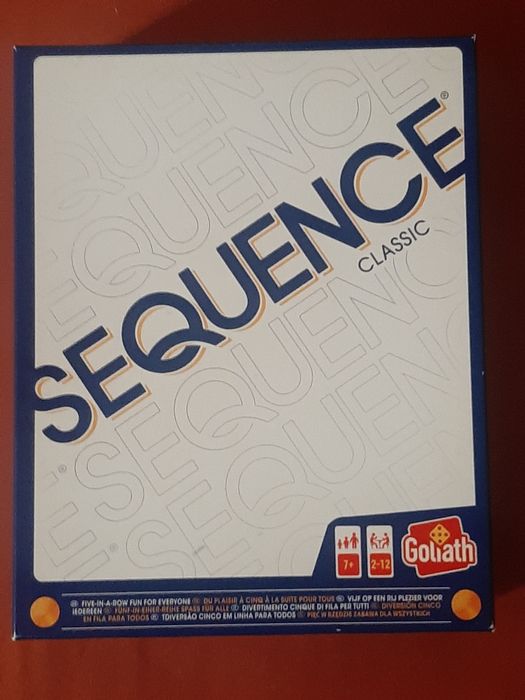 SEQUENCE®
CLASSIC
7+
2-12
Goliath
FIVE-IN-A-ROW FUN FOR EVERYONE DU PLAISIR À CINQ À LA SUITE POUR TOUS VIJF OP EEN RIJ PLEZIER VOOR
IEDEREEN FÜNF-IN-EINER-REIHE SPASS FÜR ALLE DIVERTIMENTO CINQUE DI FILA PER TUTTI DIVERSIÓN CINCO
EN FILA PARA TODOS DIVERSÃO CINCO EM LINHA PARA TODOS PIĘĆ W RZĘDZIE ZABAWA DLA WSZYSTKICH